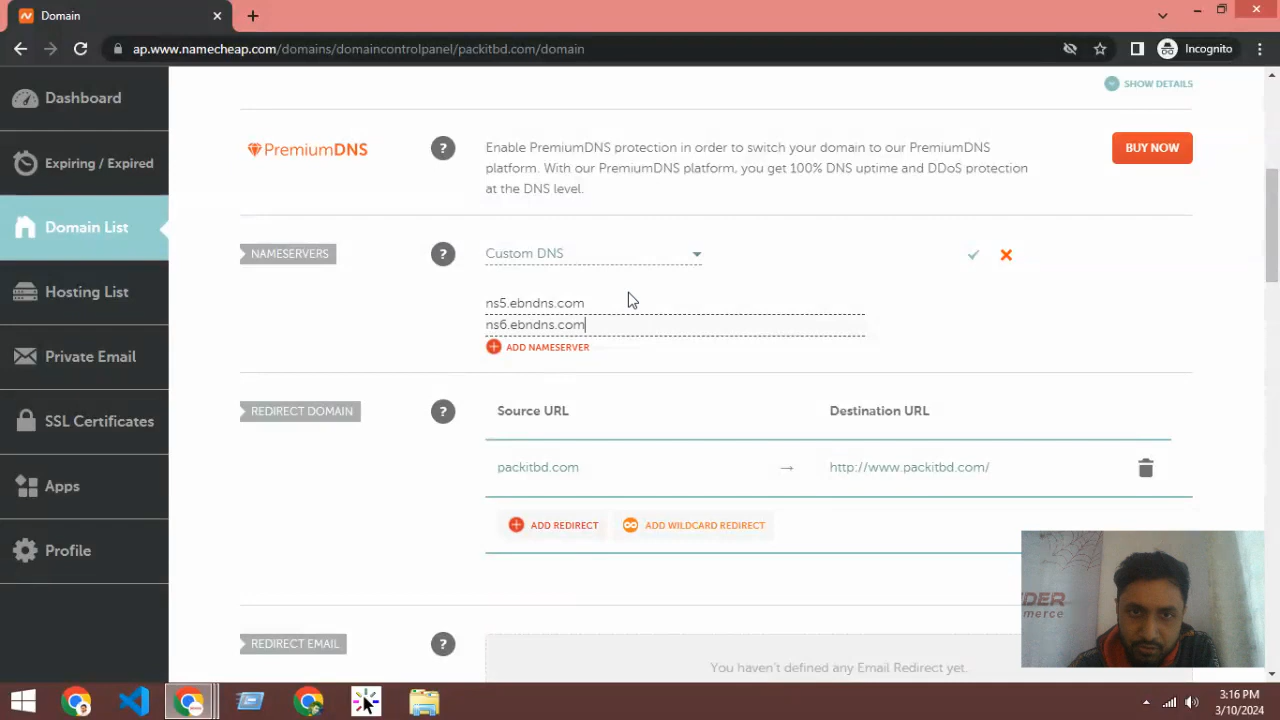 Domain
ap.www.namecheap.com/domains/domaincontrolpanel/packitbd.com/domain
Incognito
Dashboard
Expiring / Expired
Domain List
Hosting List
Private Email
SSL Certificates
Apps
Profile
SHOW DETAILS
PremiumDNS
?
Enable PremiumDNS protection in order to switch your domain to our PremiumDNS
platform. With our PremiumDNS platform, you get 100% DNS uptime and DDoS protection
at the DNS level.
BUY NOW
NAMESERVERS
?
Custom DNS
ns5.ebndns.com
ns6.ebndns.com
ADD NAMESERVER
REDIRECT DOMAIN
?
Source URL
Destination URL
packitbd.com
→
http://www.packitbd.com/
ADD REDIRECT
ADD WILDCARD REDIRECT
REDIRECT EMAIL
?
You haven't defined any Email Redirect yet.
3:16 PM
3/10/2024